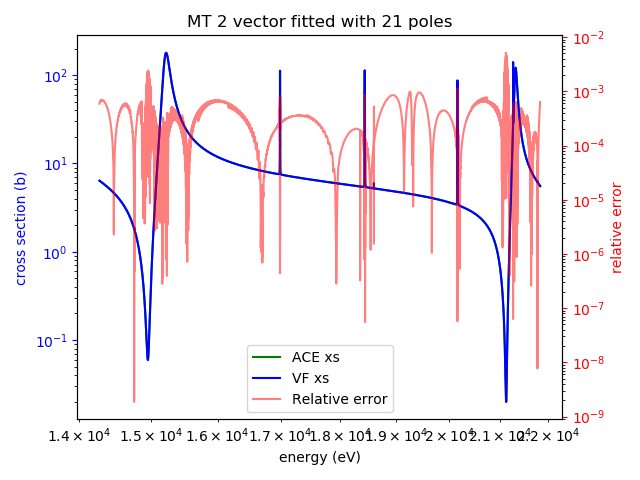 MT 2 vector fitted with 21 poles
cross section (b)
10²
10¹
10⁰
10⁻¹
10⁻²
10⁻³
10⁻⁴
10⁻⁵
10⁻⁶
10⁻⁷
10⁻⁸
10⁻⁹
relative error
ACE xs
VF xs
Relative error
1.4 × 10⁴ 1.5 × 10⁴ 1.6 × 10⁴ 1.7 × 10⁴ 1.8 × 10⁴ 1.9 × 10⁴ 2 × 10⁴ 2.1 × 10⁴ 2.2 × 10⁴
energy (eV)